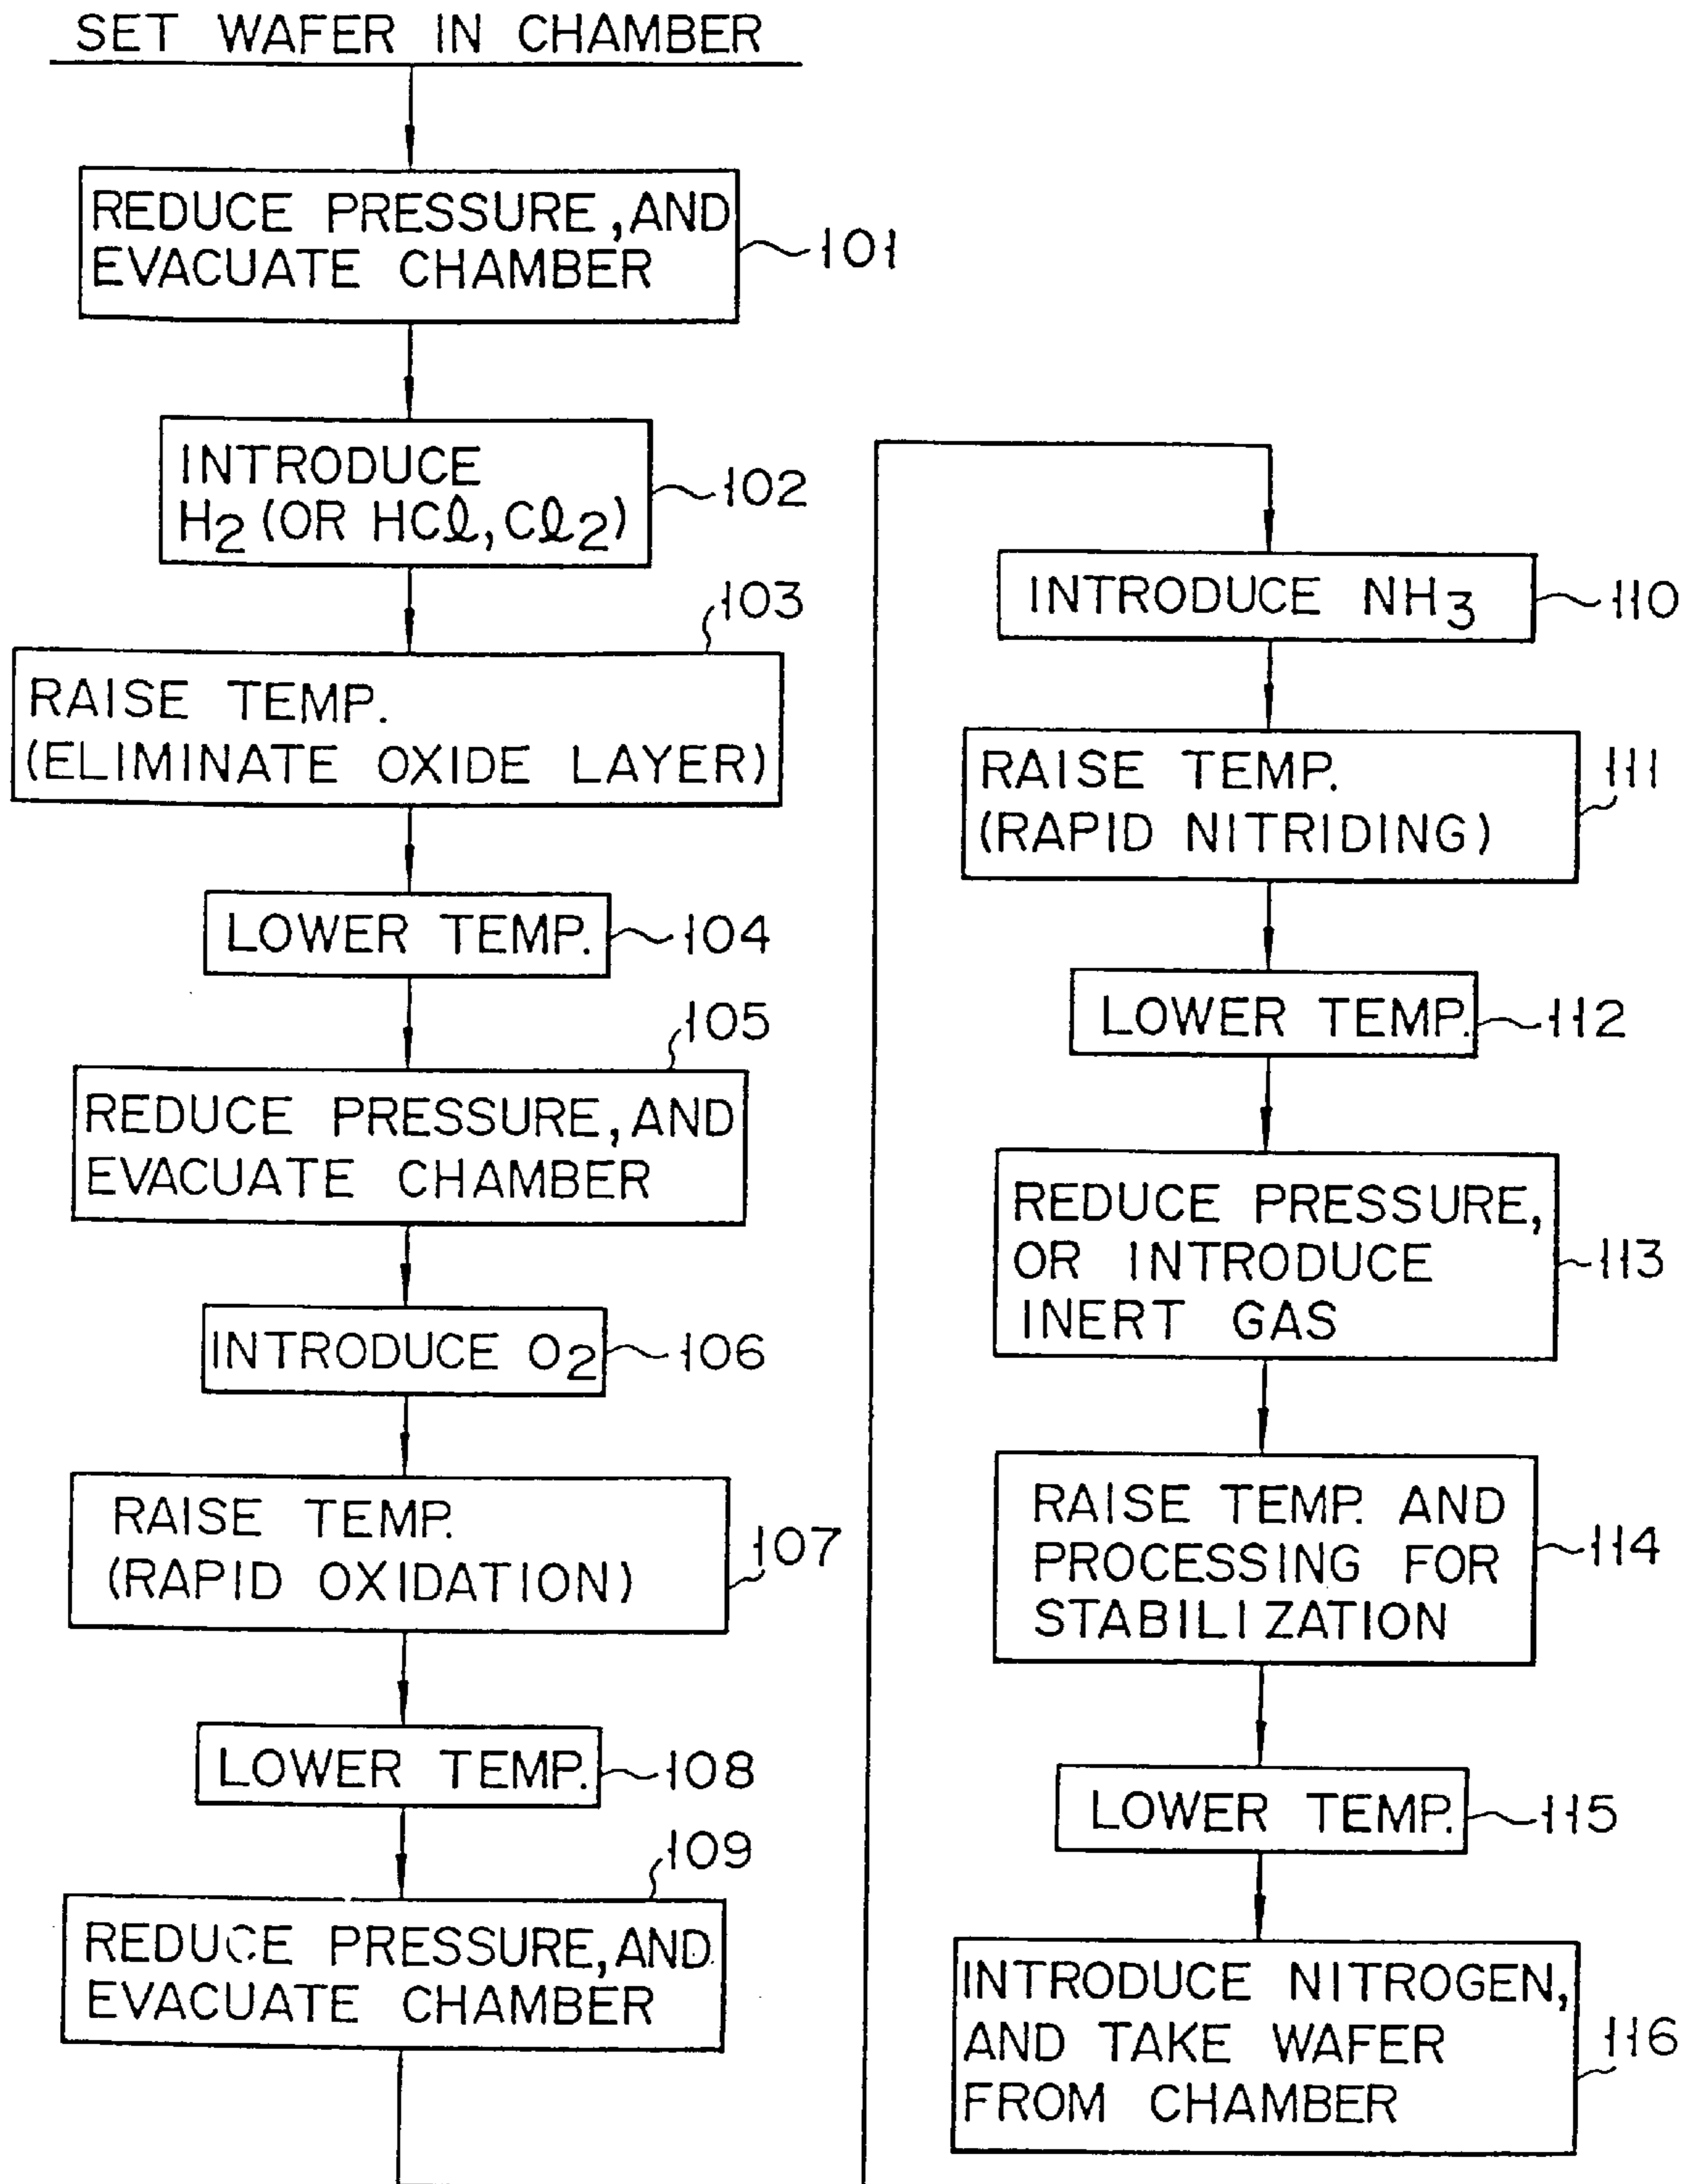 SET WAFER IN CHAMBER
REDUCE PRESSURE, AND
EVACUATE CHAMBER
101
INTRODUCE
H2 (OR HCl, Cl2)
102
103
RAISE TEMP.
(ELIMINATE OXIDE LAYER)
LOWER TEMP.
104
105
REDUCE PRESSURE, AND
EVACUATE CHAMBER
INTRODUCE O2
106
RAISE TEMP.
(RAPID OXIDATION)
107
LOWER TEMP.
108
109
REDUCE PRESSURE, AND
EVACUATE CHAMBER
INTRODUCE NH3
110
RAISE TEMP.
(RAPID NITRIDING)
111
LOWER TEMP.
112
REDUCE PRESSURE,
OR INTRODUCE
INERT GAS
113
RAISE TEMP. AND
PROCESSING FOR
STABILIZATION
114
LOWER TEMP.
115
INTRODUCE NITROGEN,
AND TAKE WAFER
FROM CHAMBER
116